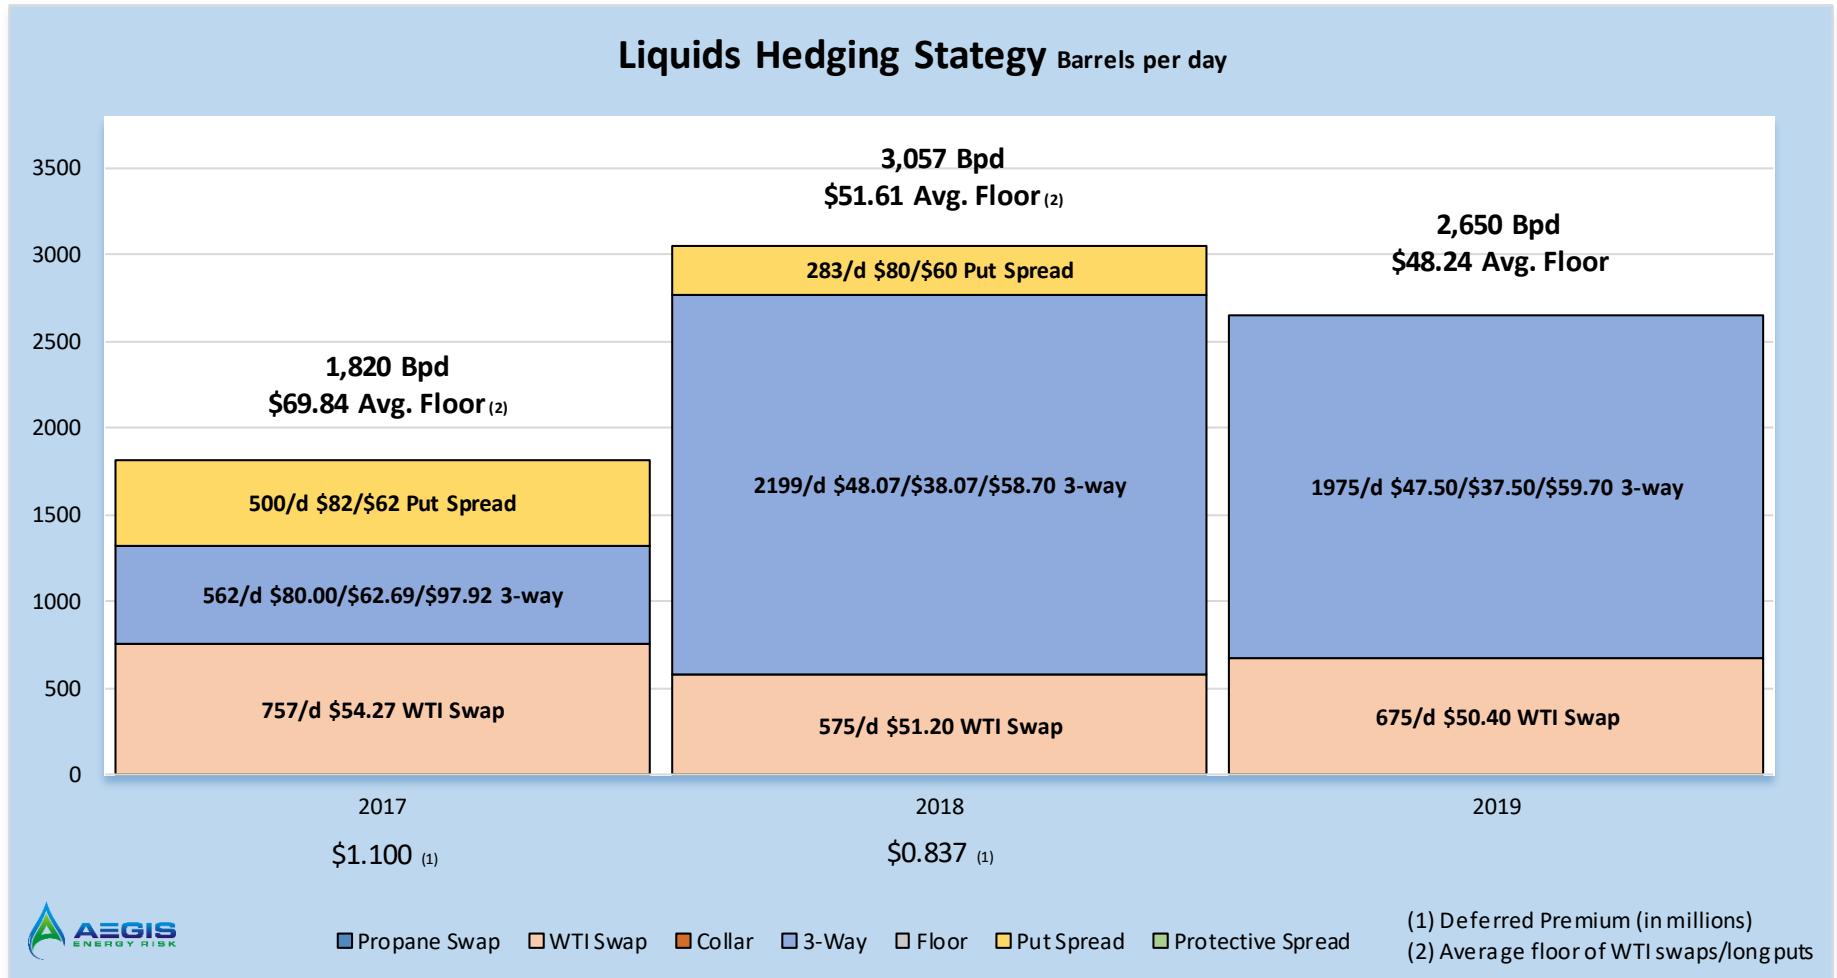 Liquids Hedging Stategy Barrels per day
3500
3000
2500
2000
1500
1000
500
0
1,820 Bpd
$69.84 Avg. Floor (2)
500/d $82/$62 Put Spread
562/d $80.00/$62.69/$97.92 3-way
757/d $54.27 WTI Swap
3,057 Bpd
$51.61 Avg. Floor (2)
283/d $80/$60 Put Spread
2199/d $48.07/$38.07/$58.70 3-way
575/d $51.20 WTI Swap
2,650 Bpd
$48.24 Avg. Floor
1975/d $47.50/$37.50/$59.70 3-way
675/d $50.40 WTI Swap
2017 2018 2019
$1.100 (1) $0.837 (1)
AEGIS
ENERGY RISK
Propane Swap WTI Swap Collar 3-Way Floor Put Spread Protective Spread
(1) Deferred Premium (in millions)
(2) Average floor of WTI swaps/long puts